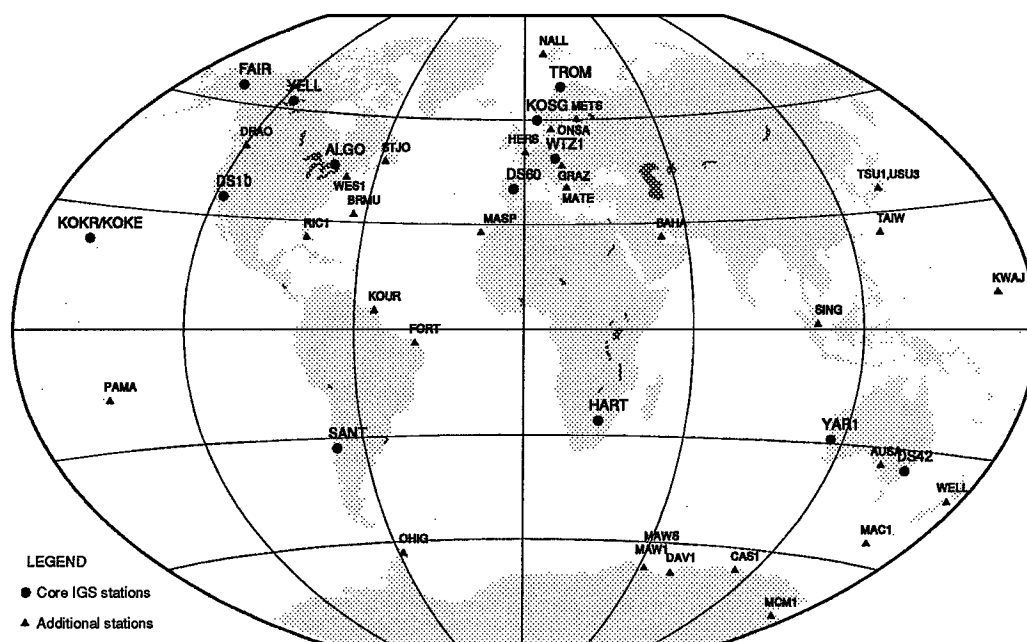 NALL
FAIR
TROM
YELL
KOSG
METS
DRAO
ONSA
HERS
ALGO
STJO
WTZ1
GRAZ
DS10
WES1
DS60
MATE
TSU1,USU3
BRMU
KOKR/KOKE
RIC1
MASP
BAHA
TAIW
KWAJ
KOUR
SING
FORT
PAMA
HART
SANT
YAR1
AUSA
DS42
WELL
OHIG
MAWS
MAW1
DAV1
CAS1
MAC1
MCM1
LEGEND
Core IGS stations
Additional stations